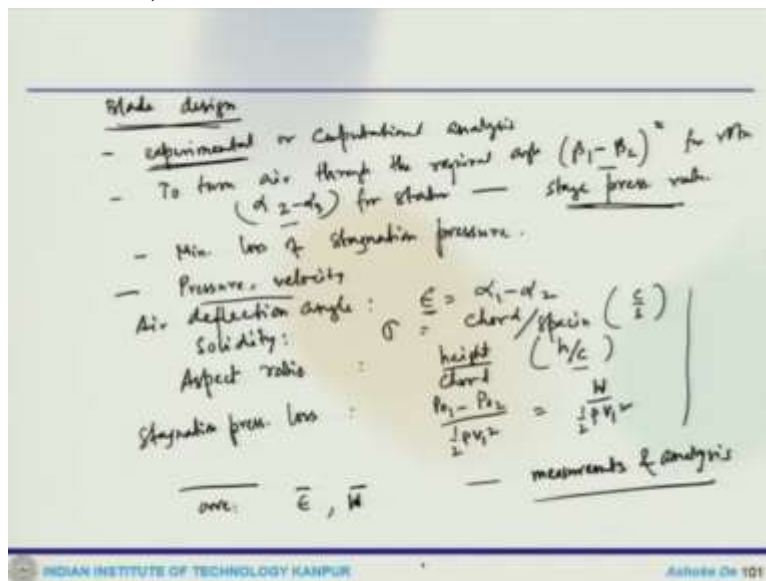 Blade design
- experimental or computational analysis
- To turn air through the required angle (β1-β2)° for rotor
(α2-α3) for stator — stage press ratio
- Min. loss of stagnation pressure.
- Pressure, velocity
Air deflection angle : ε = α1-α2
Solidity: σ = chord/spacing (c/s)
Aspect ratio : height/chord (h/c)
Stagnation press. loss : P01-P02 / ½ρV1² = W / ½ρV1²
— measurements & analysis
ave: ε̄, W̄
INDIAN INSTITUTE OF TECHNOLOGY KANPUR
Ashoke De 101